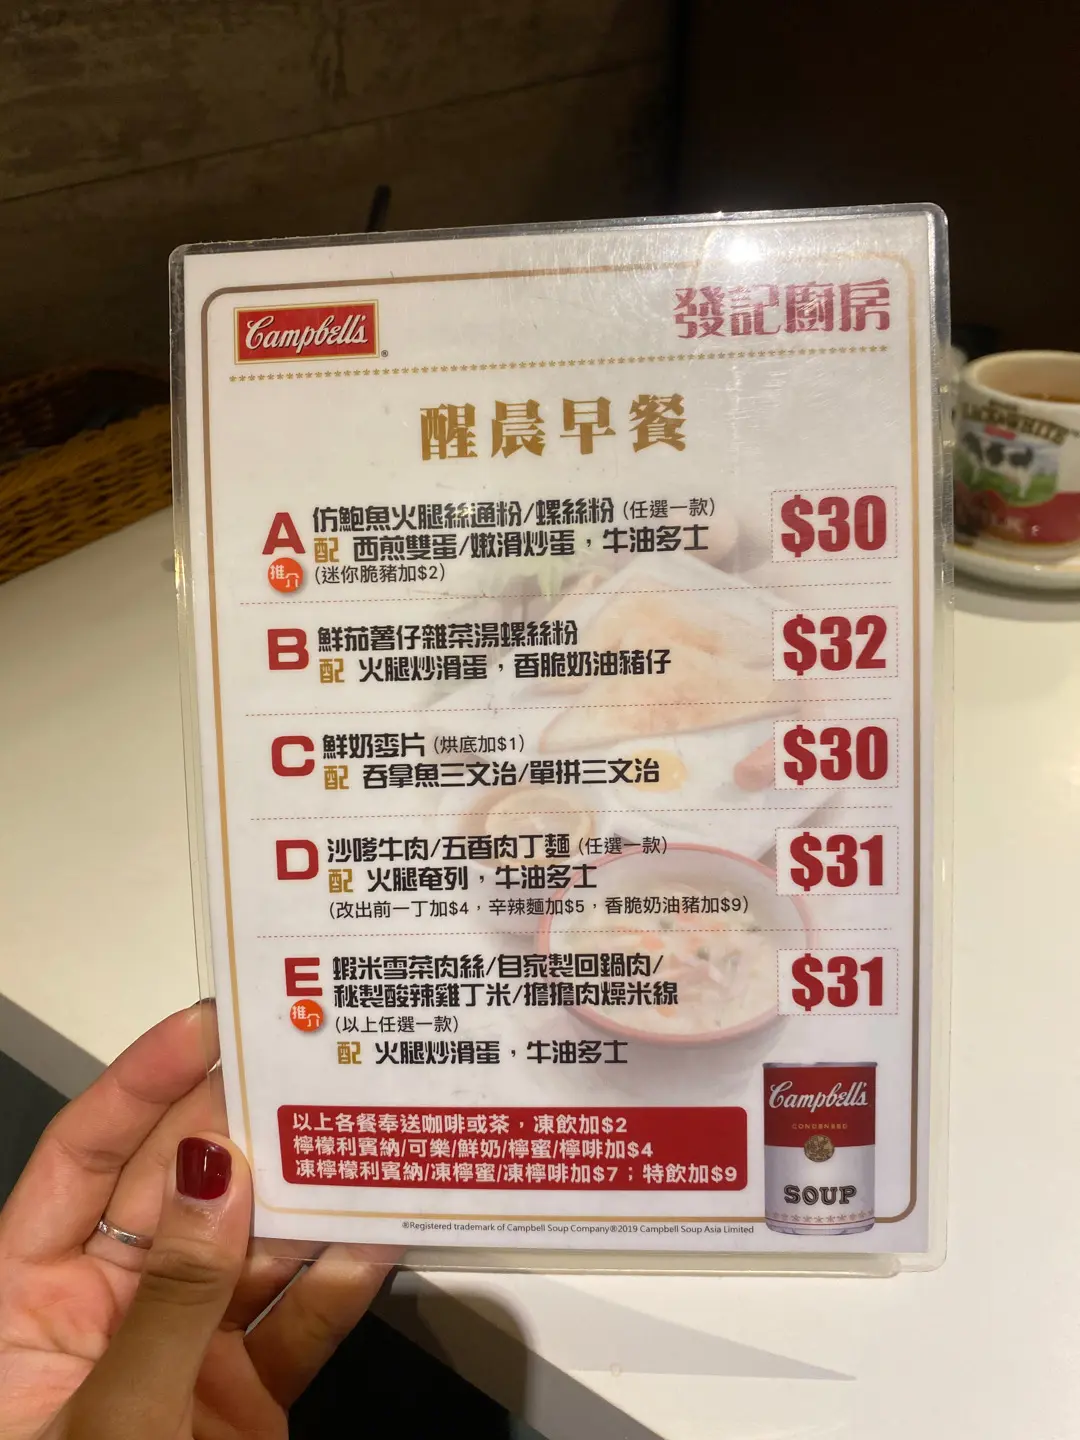 Campbell's®
發記廚房
醒晨早餐
A 仿鮑魚火腿絲通粉/螺絲粉 (任選一款) $30
配 西煎雙蛋/嫩滑炒蛋，牛油多士
推介 (迷你脆豬加$2)
B 鮮茄薯仔雜菜湯螺絲粉 $32
配 火腿炒滑蛋，香脆奶油豬仔
C 鮮奶麥片 (烘底加$1) $30
配 吞拿魚三文治/單拼三文治
D 沙嗲牛肉/五香肉丁麵 (任選一款) $31
配 火腿奄列，牛油多士
(改出前一丁加$4，辛辣麵加$5，香脆奶油豬加$9)
E 蝦米雪菜肉絲/自家製回鍋肉/ $31
秘製酸辣雞丁米/擔擔肉燥米線
推介 (以上任選一款)
配 火腿炒滑蛋，牛油多士
以上各餐奉送咖啡或茶，凍飲加$2
檸檬利賓納/可樂/鮮奶/檸蜜/檸啡加$4
凍檸檬利賓納/凍檸蜜/凍檸啡加$7；特飲加$9
Campbell's
CONDENSED
SOUP
®Registered trademark of Campbell Soup Company®2019 Campbell Soup Asia Limited
BLACK&WHITE